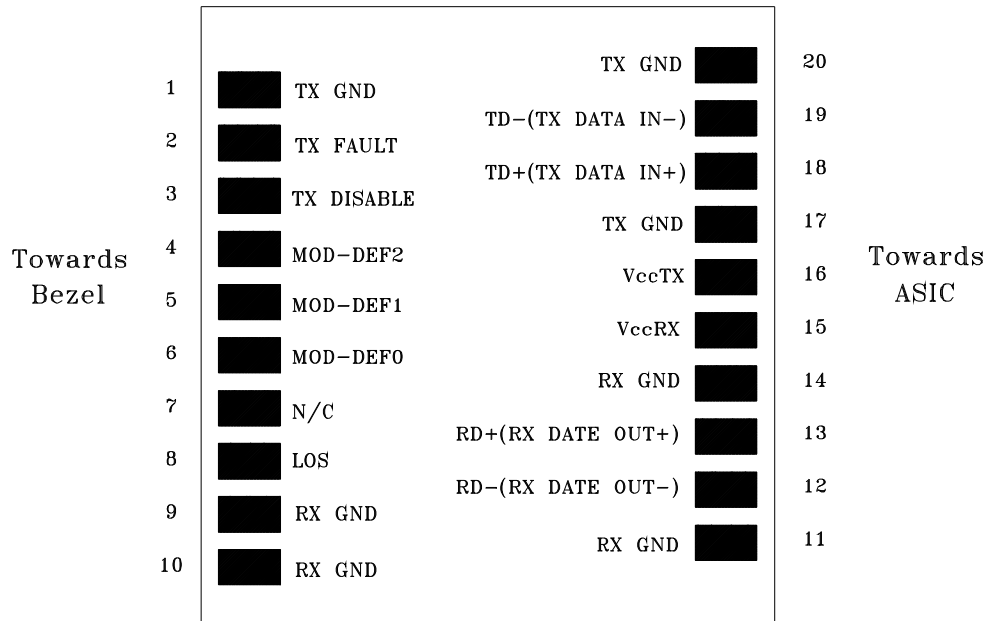 1 TX GND
2 TX FAULT
3 TX DISABLE
4 MOD-DEF2
5 MOD-DEF1
6 MOD-DEF0
7 N/C
8 LOS
9 RX GND
10 RX GND
Towards
Bezel
TX GND 20
TD-(TX DATA IN-) 19
TD+(TX DATA IN+) 18
TX GND 17
VccTX 16
VccRX 15
RX GND 14
RD+(RX DATE OUT+) 13
RD-(RX DATE OUT-) 12
RX GND 11
Towards
ASIC